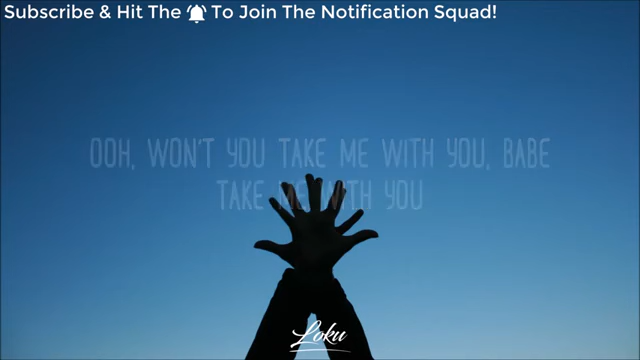 Subscribe & Hit The 🔔 To Join The Notification Squad!
OOH, WON'T YOU TAKE ME WITH YOU, BABE
TAKE ME WITH YOU
Loku